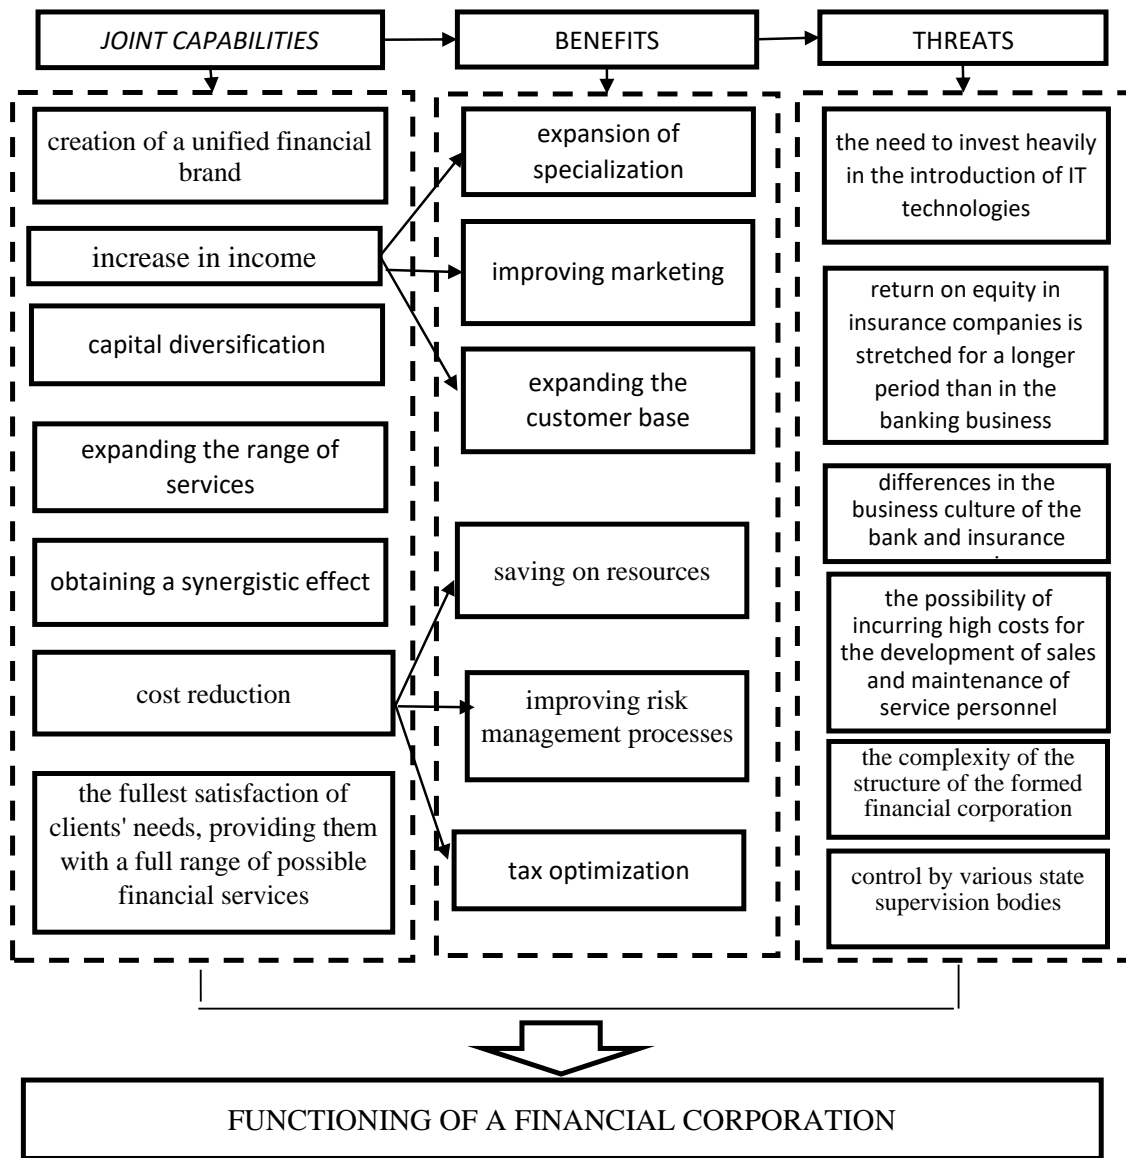 JOINT CAPABILITIES
BENEFITS
THREATS
creation of a unified financial
brand
increase in income
capital diversification
expanding the range of
services
obtaining a synergistic effect
cost reduction
the fullest satisfaction of
clients' needs, providing them
with a full range of possible
financial services
expansion of
specialization
improving marketing
expanding the
customer base
saving on resources
improving risk
management processes
tax optimization
the need to invest heavily
in the introduction of IT
technologies
return on equity in
insurance companies is
stretched for a longer
period than in the
banking business
differences in the
business culture of the
bank and insurance
the possibility of
incurring high costs for
the development of sales
and maintenance of
service personnel
the complexity of the
structure of the formed
financial corporation
control by various state
supervision bodies
FUNCTIONING OF A FINANCIAL CORPORATION